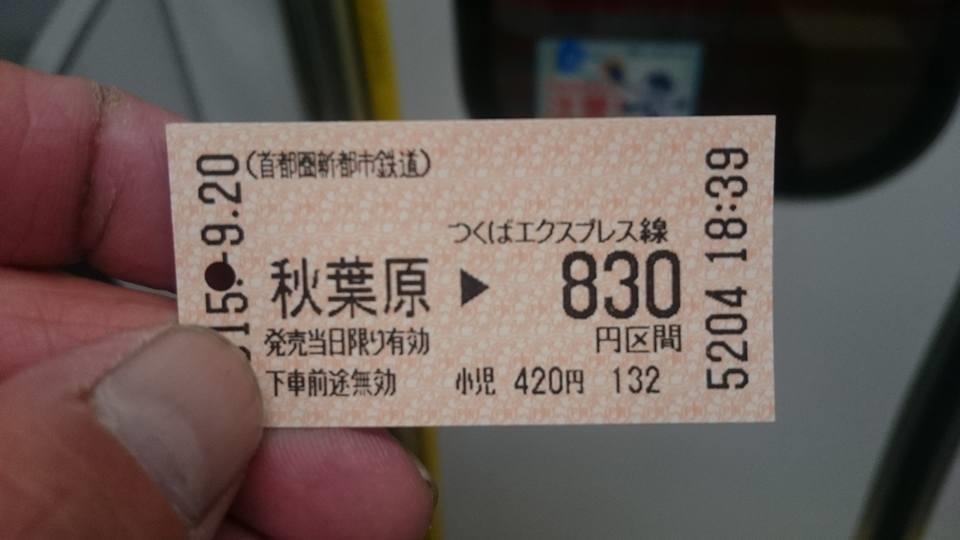 (首都圏新都市鉄道)
つくばエクスプレス線
秋葉原 ▶ 830
円区間
発売当日限り有効
下車前途無効
小児 420円 132
15.-9.20
5204 18:39